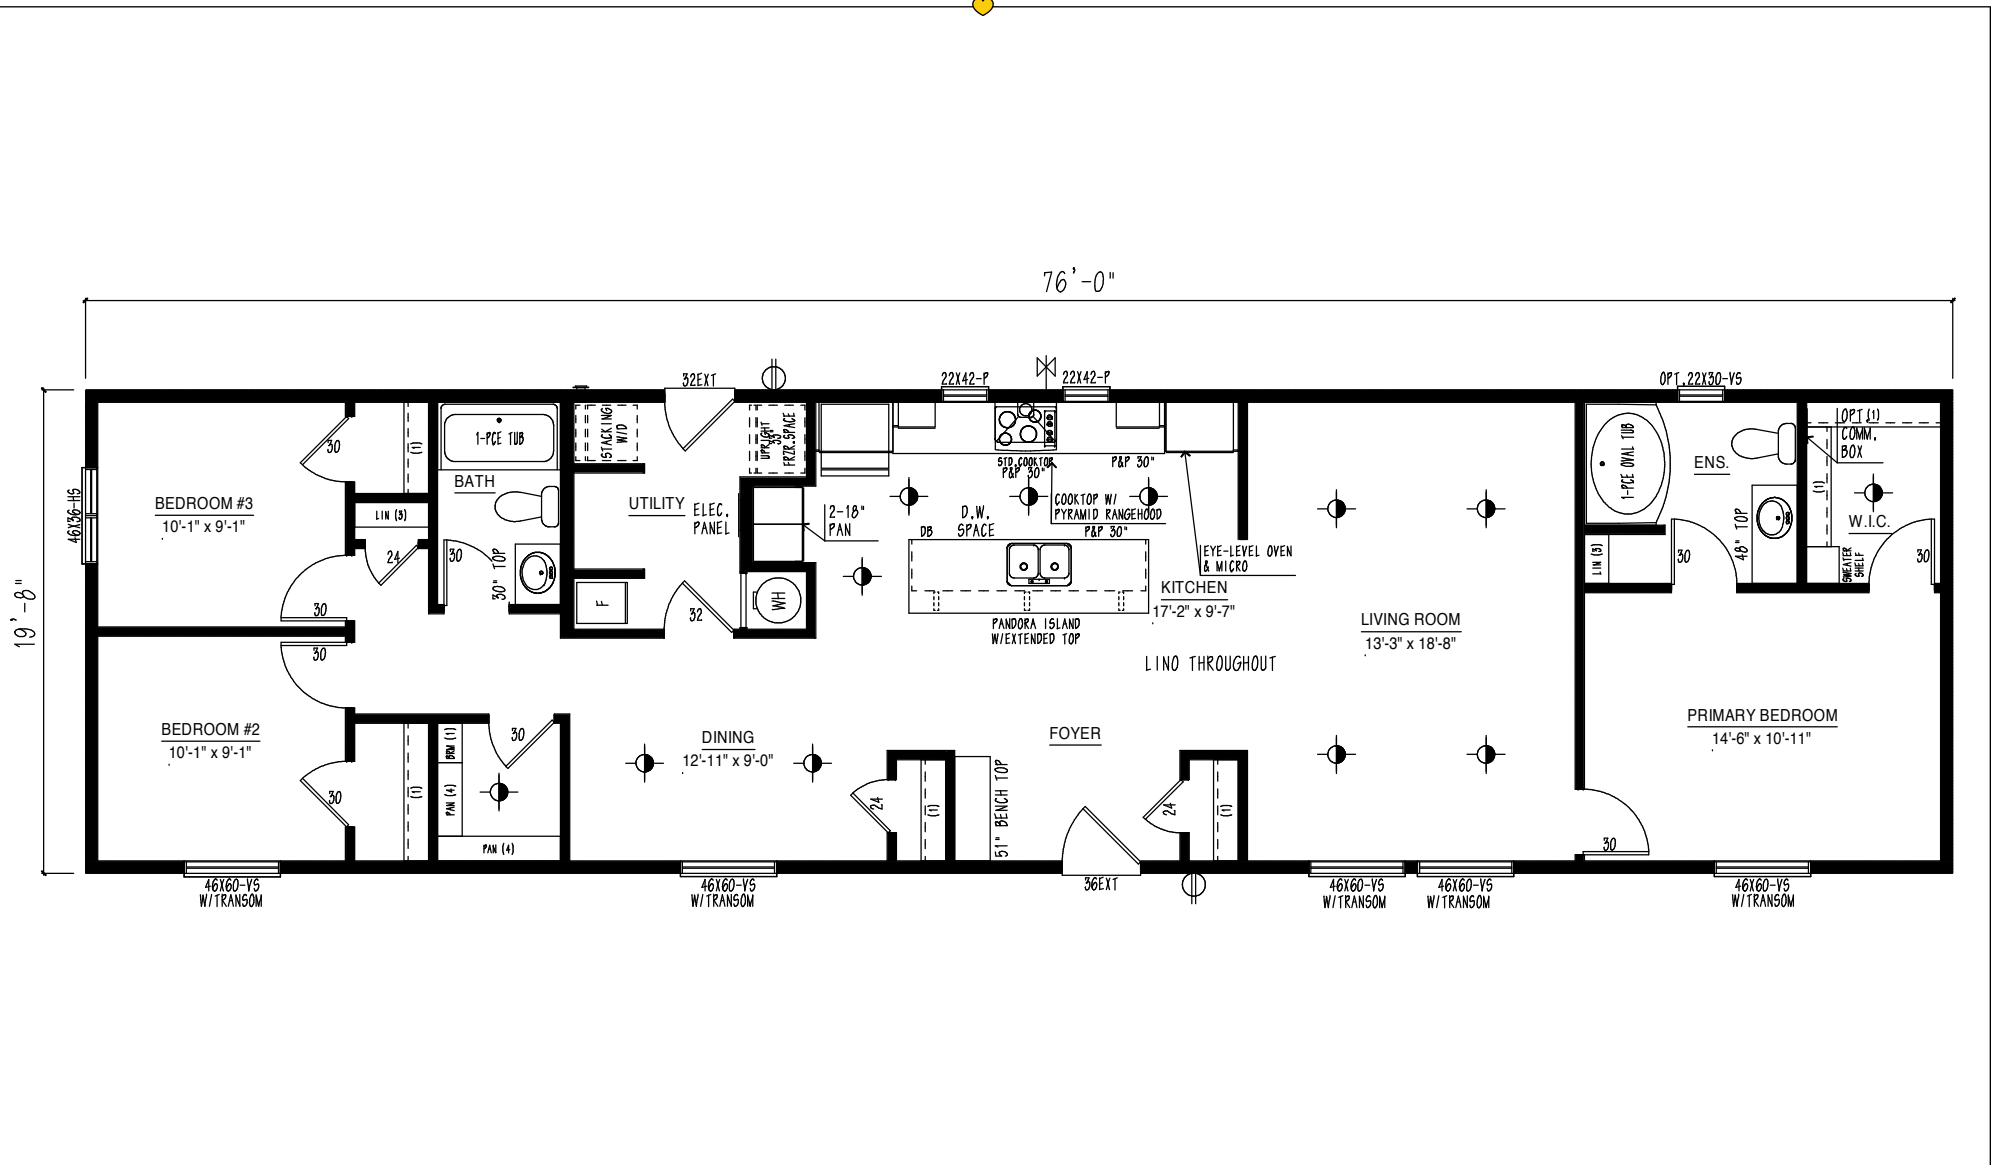 76'-0"
19'-8"
32EXT
22X42-P
22X42-P
OPT.22X30-VS
46X36-HS
BEDROOM #3
10'-1" x 9'-1"
30
(1)
LIN (3)
24
30
30
BEDROOM #2
10'-1" x 9'-1"
30
(1)
1-PCE TUB
BATH
30
30" TOP
BRM (1)
PAN (4)
30
PAN (4)
STACKING
W/D
UTILITY
ELEC.
PANEL
UPRIGHT
33"
FRZR.SPACE
F
32
WH
2-18"
PAN
STD.COOKTOP
P&P 30"
P&P 30"
COOKTOP W/
PYRAMID RANGEHOOD
P&P 30"
DB
D.W.
SPACE
EYE-LEVEL OVEN
& MICRO
KITCHEN
17'-2" x 9'-7"
PANDORA ISLAND
W/EXTENDED TOP
LINO THROUGHOUT
DINING
12'-11" x 9'-0"
24
(1)
51" BENCH TOP
FOYER
24
(1)
LIVING ROOM
13'-3" x 18'-8"
1-PCE OVAL TUB
ENS.
LIN (3)
30
48" TOP
OPT.(1)
COMM.
BOX
(1)
W.I.C.
SWEATER
SHELF
30
PRIMARY BEDROOM
14'-6" x 10'-11"
30
46X60-VS
W/TRANSOM
46X60-VS
W/TRANSOM
36EXT
46X60-VS
W/TRANSOM
46X60-VS
W/TRANSOM
46X60-VS
W/TRANSOM